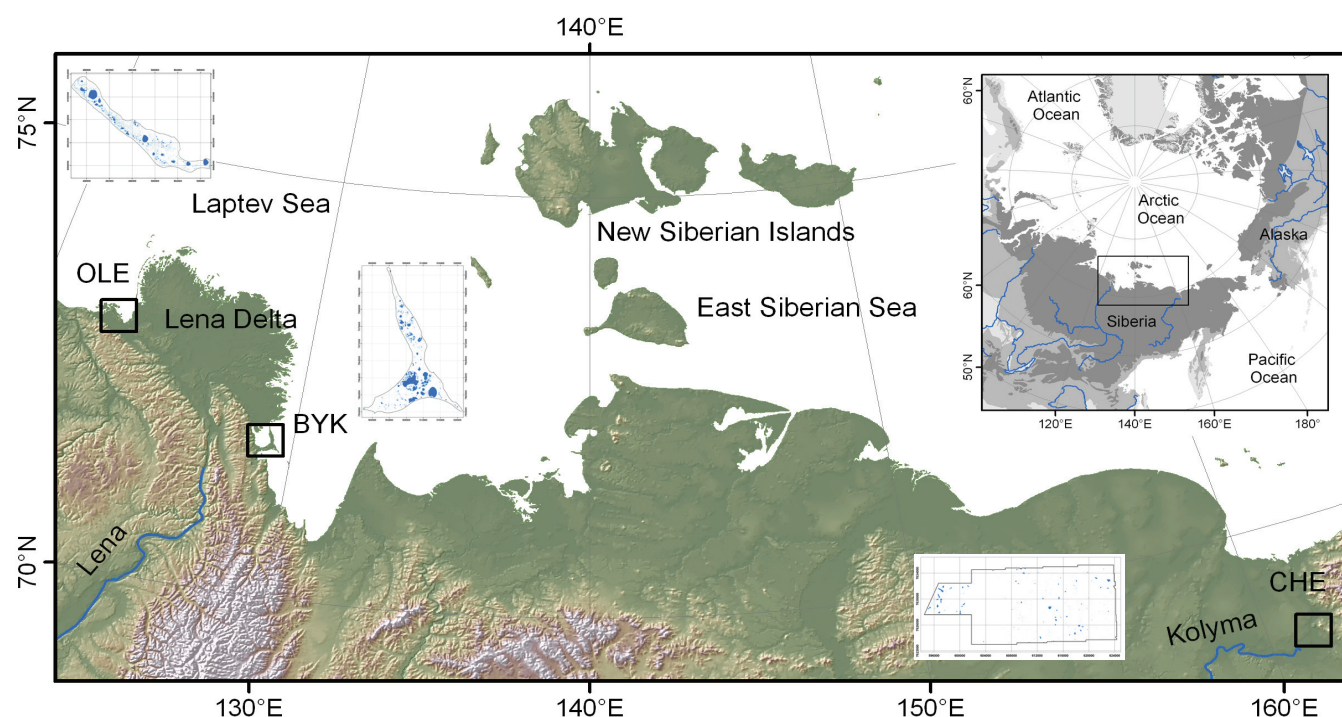 140°E
75°N
70°N
Laptev Sea
New Siberian Islands
OLE
Lena Delta
East Siberian Sea
BYK
Lena
CHE
Kolyma
130°E
140°E
150°E
160°E
60°N
Atlantic
Ocean
Arctic
Ocean
Alaska
60°N
Siberia
50°N
Pacific
Ocean
120°E
140°E
160°E
180°